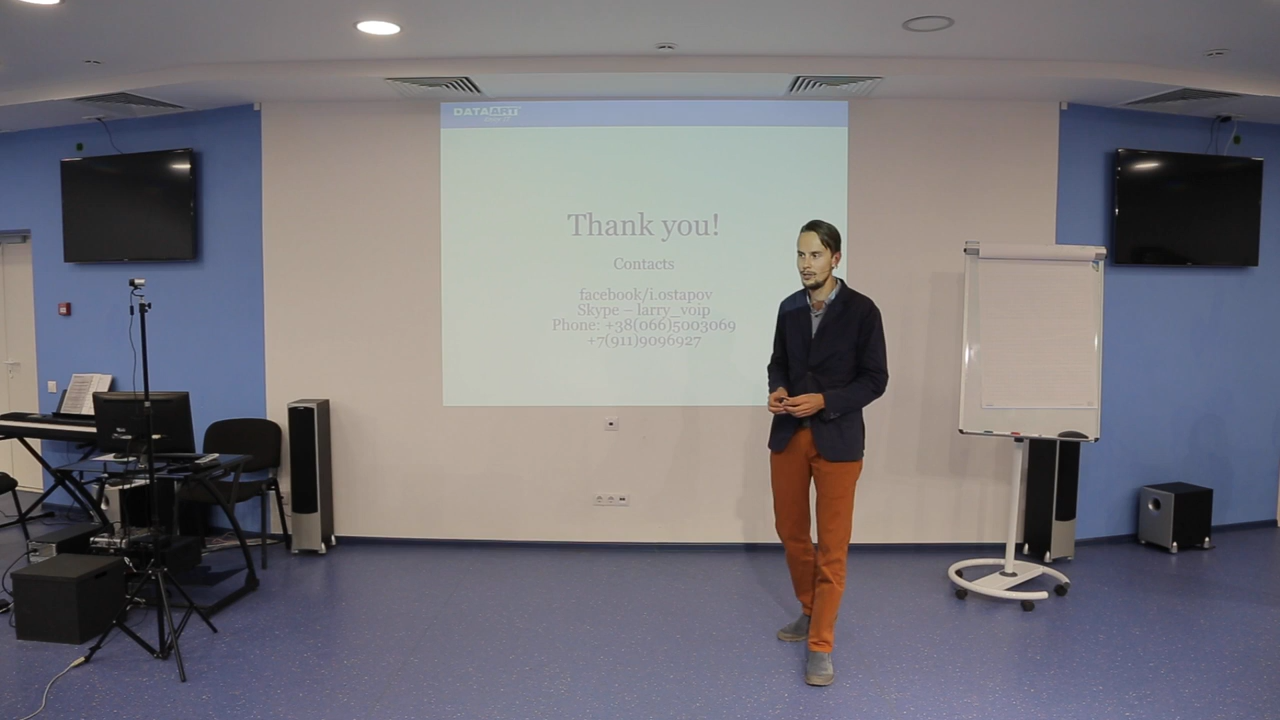 DATAART
Thank you!
Contacts
facebook/i.ostapov
Skype – larry_voip
Phone: +38(066)5003069
+7(911)9096927